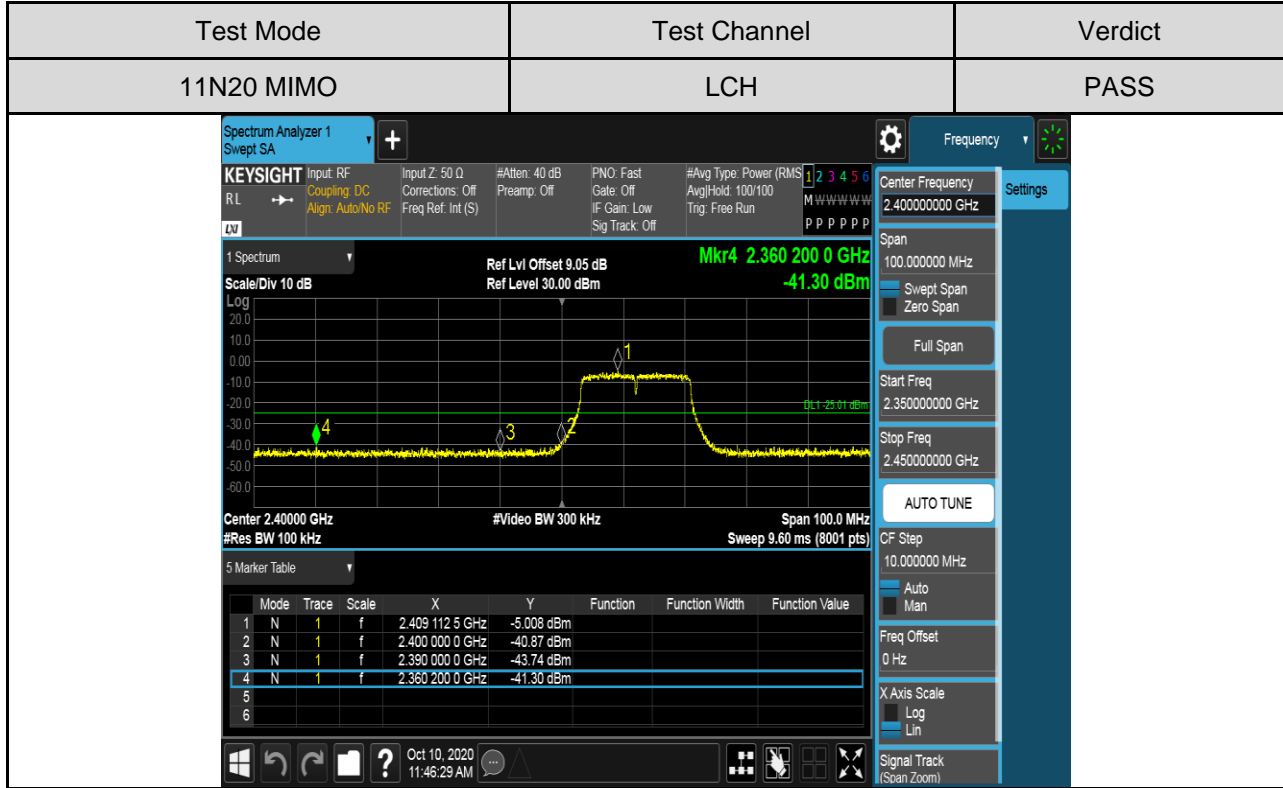 Test Mode Test Channel Verdict
11N20 MIMO LCH PASS
Spectrum Analyzer 1
Swept SA
+
Frequency
KEYSIGHT
RL
LXI
Input: RF
Coupling: DC
Align: Auto/No RF
Input Z: 50 Ω
Corrections: Off
Freq Ref: Int (S)
#Atten: 40 dB
Preamp: Off
PNO: Fast
Gate: Off
IF Gain: Low
Sig Track: Off
#Avg Type: Power (RMS
Avg|Hold: 100/100
Trig: Free Run
1 2 3 4 5 6
M W W W W W
P P P P P P
1 Spectrum
Scale/Div 10 dB
Ref Lvl Offset 9.05 dB
Ref Level 30.00 dBm
Mkr4 2.360 200 0 GHz
-41.30 dBm
Log
20.0
10.0
0.00
-10.0
-20.0
-30.0
-40.0
-50.0
-60.0
1
DL1 -25.01 dBm
4
3
2
Center 2.40000 GHz
#Res BW 100 kHz
#Video BW 300 kHz
Span 100.0 MHz
Sweep 9.60 ms (8001 pts)
5 Marker Table
Mode Trace Scale X Y Function Function Width Function Value
1 N 1 f 2.409 112 5 GHz -5.008 dBm
2 N 1 f 2.400 000 0 GHz -40.87 dBm
3 N 1 f 2.390 000 0 GHz -43.74 dBm
4 N 1 f 2.360 200 0 GHz -41.30 dBm
5
6
?
Oct 10, 2020
11:46:29 AM
Center Frequency
2.400000000 GHz
Settings
Span
100.000000 MHz
Swept Span
Zero Span
Full Span
Start Freq
2.350000000 GHz
Stop Freq
2.450000000 GHz
AUTO TUNE
CF Step
10.000000 MHz
Auto
Man
Freq Offset
0 Hz
X Axis Scale
Log
Lin
Signal Track
(Span Zoom)